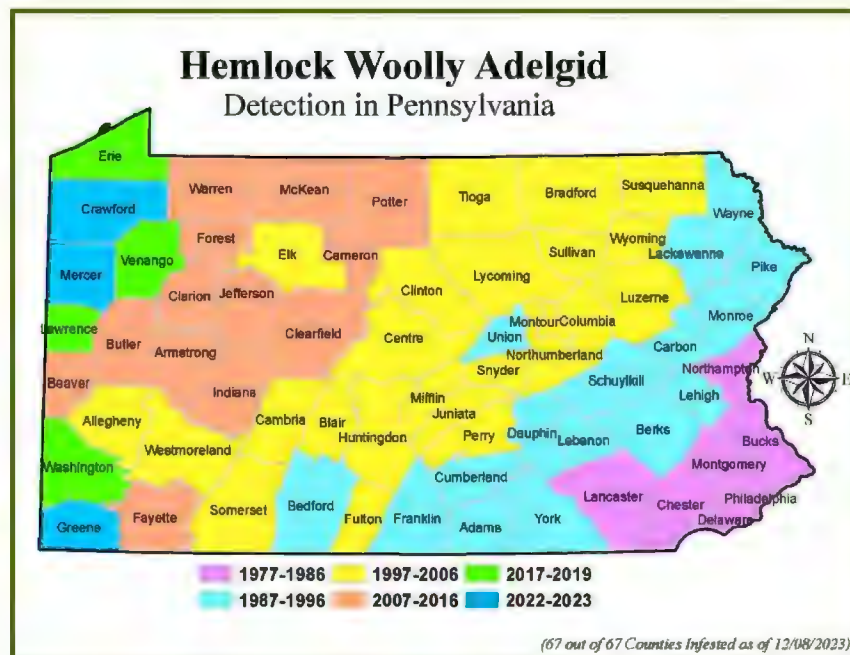 Hemlock Woolly Adelgid
Detection in Pennsylvania
Erie
Warren
McKean
Potter
Tioga
Bradford
Susquehanna
Crawford
Wayne
Forest
Elk
Cameron
Sullivan
Wyoming
Lackawanna
Mercer
Venango
Pike
Lycoming
Clinton
Luzerne
Clarion
Jefferson
Lawrence
Butler
Clearfield
Centre
Union
Montour
Columbia
Monroe
Armstrong
Northumberland
Carbon
N
W
E
S
Beaver
Indiana
Snyder
Schuylkill
Northampton
Lehigh
Allegheny
Cambria
Blair
Mifflin
Juniata
Huntingdon
Perry
Dauphin
Lebanon
Berks
Bucks
Westmoreland
Montgomery
Washington
Cumberland
Lancaster
Philadelphia
Greene
Fayette
Somerset
Bedford
Fulton
Franklin
Adams
York
Chester
Delaware
1977-1986
1997-2006
2017-2019
1987-1996
2007-2016
2022-2023
(67 out of 67 Counties Infested as of 12/08/2023)